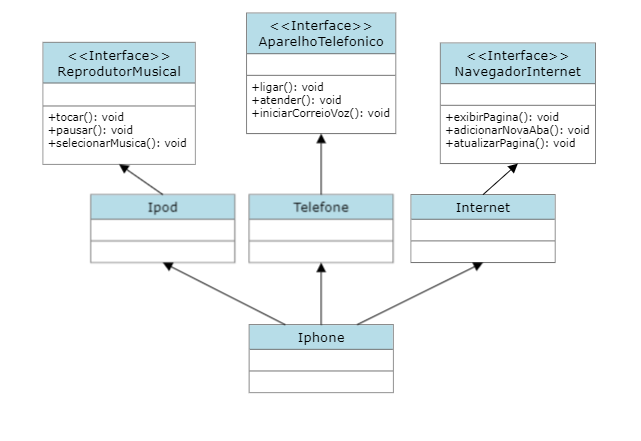 <<Interface>>
ReprodutorMusical
+tocar(): void
+pausar(): void
+selecionarMusica(): void
<<Interface>>
AparelhoTelefonico
+ligar(): void
+atender(): void
+iniciarCorreioVoz(): void
<<Interface>>
NavegadorInternet
+exibirPagina(): void
+adicionarNovaAba(): void
+atualizarPagina(): void
Ipod
Telefone
Internet
Iphone